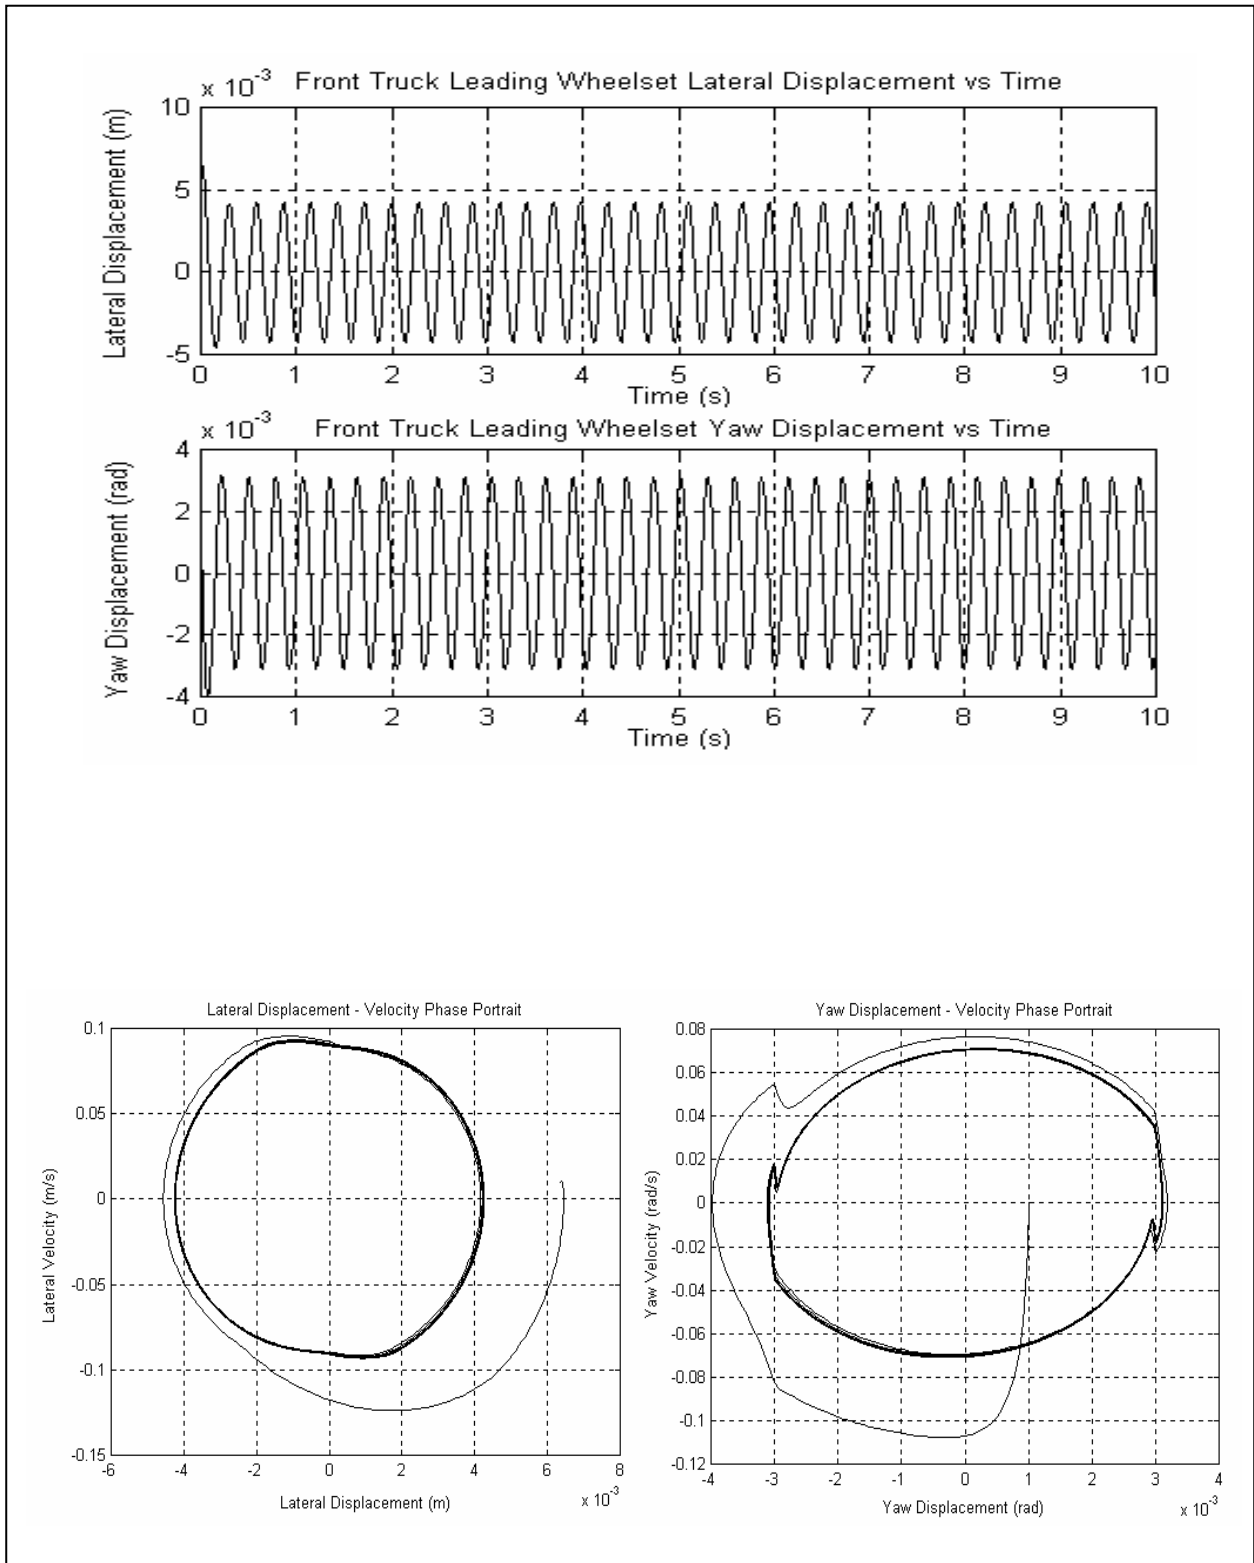 x 10-3 Front Truck Leading Wheelset Lateral Displacement vs Time
Lateral Displacement (m)
10
5
0
-5
0 1 2 3 4 5 6 7 8 9 10
Time (s)
x 10-3 Front Truck Leading Wheelset Yaw Displacement vs Time
Yaw Displacement (rad)
4
2
0
-2
-4
0 1 2 3 4 5 6 7 8 9 10
Time (s)
Lateral Displacement - Velocity Phase Portrait
Lateral Velocity (m/s)
0.1
0.05
0
-0.05
-0.1
-0.15
-6 -4 -2 0 2 4 6 8
Lateral Displacement (m)
x 10-3
Yaw Displacement - Velocity Phase Portrait
Yaw Velocity (rad/s)
0.08
0.06
0.04
0.02
0
-0.02
-0.04
-0.06
-0.08
-0.1
-0.12
-4 -3 -2 -1 0 1 2 3 4
Yaw Displacement (rad)
x 10-3